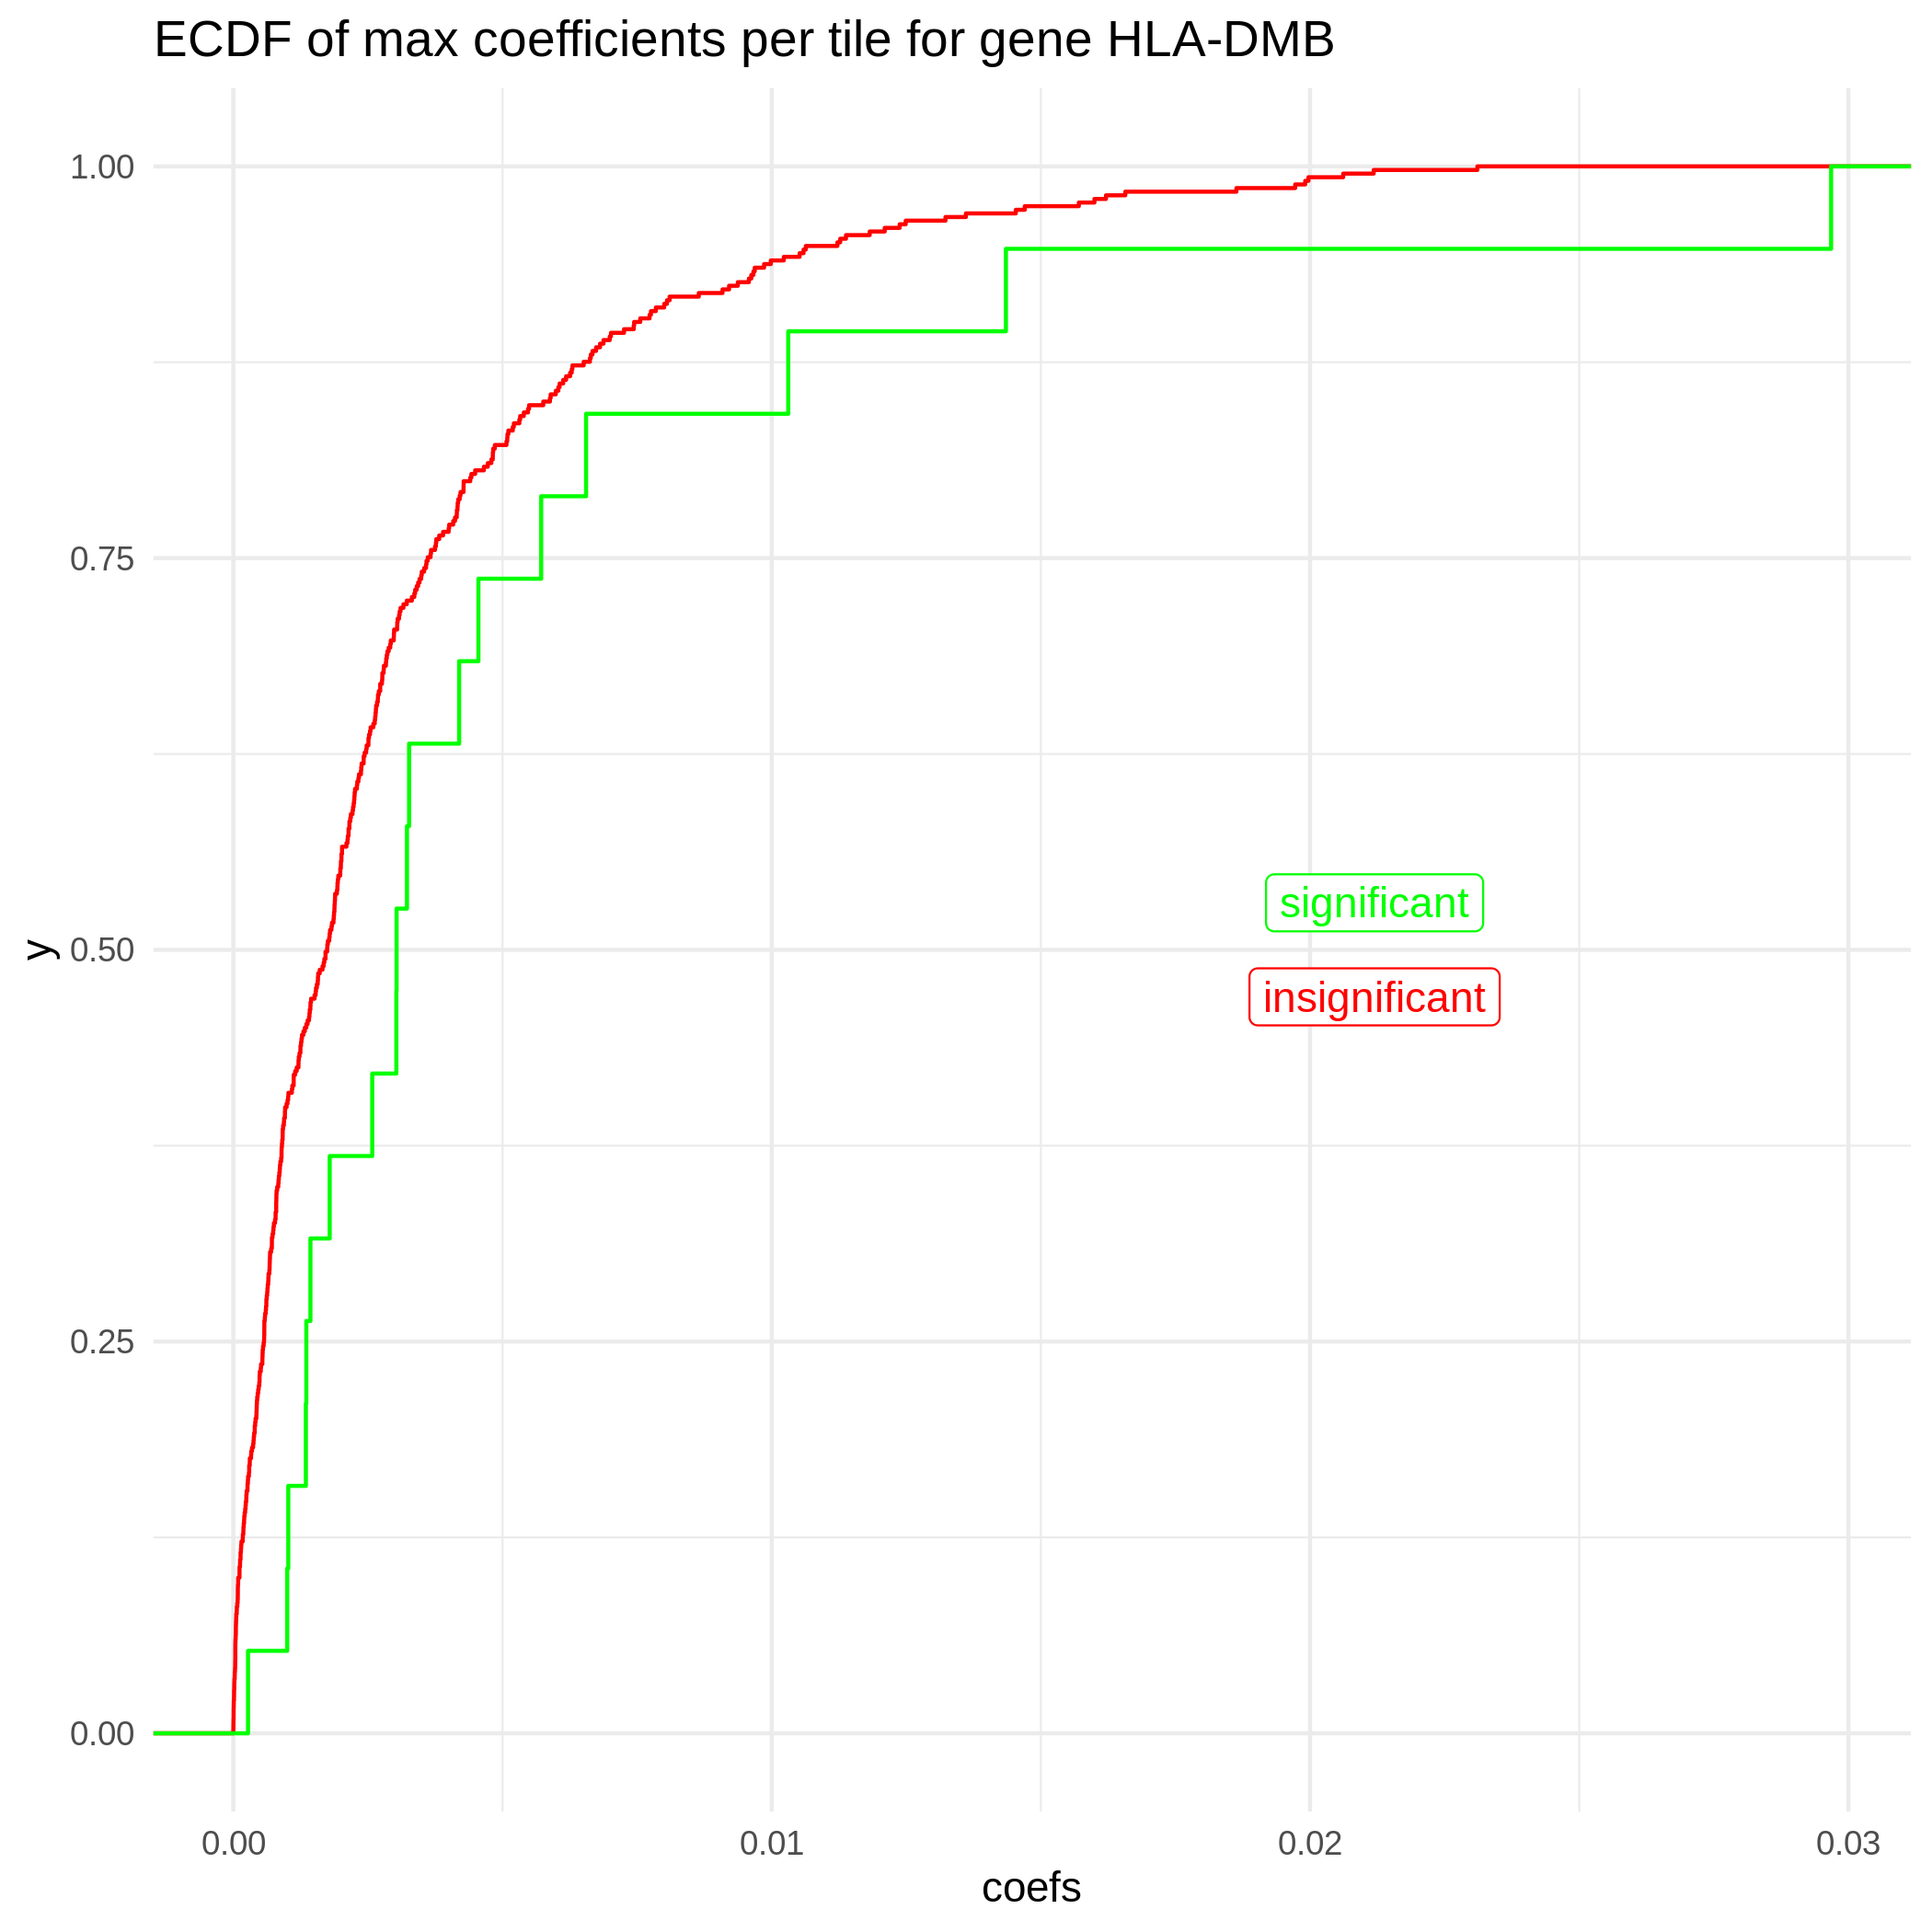 ECDF of max coefficients per tile for gene HLA-DMB
1.00
0.75
0.50
0.25
0.00
y
significant
insignificant
0.00 0.01 0.02 0.03
coefs